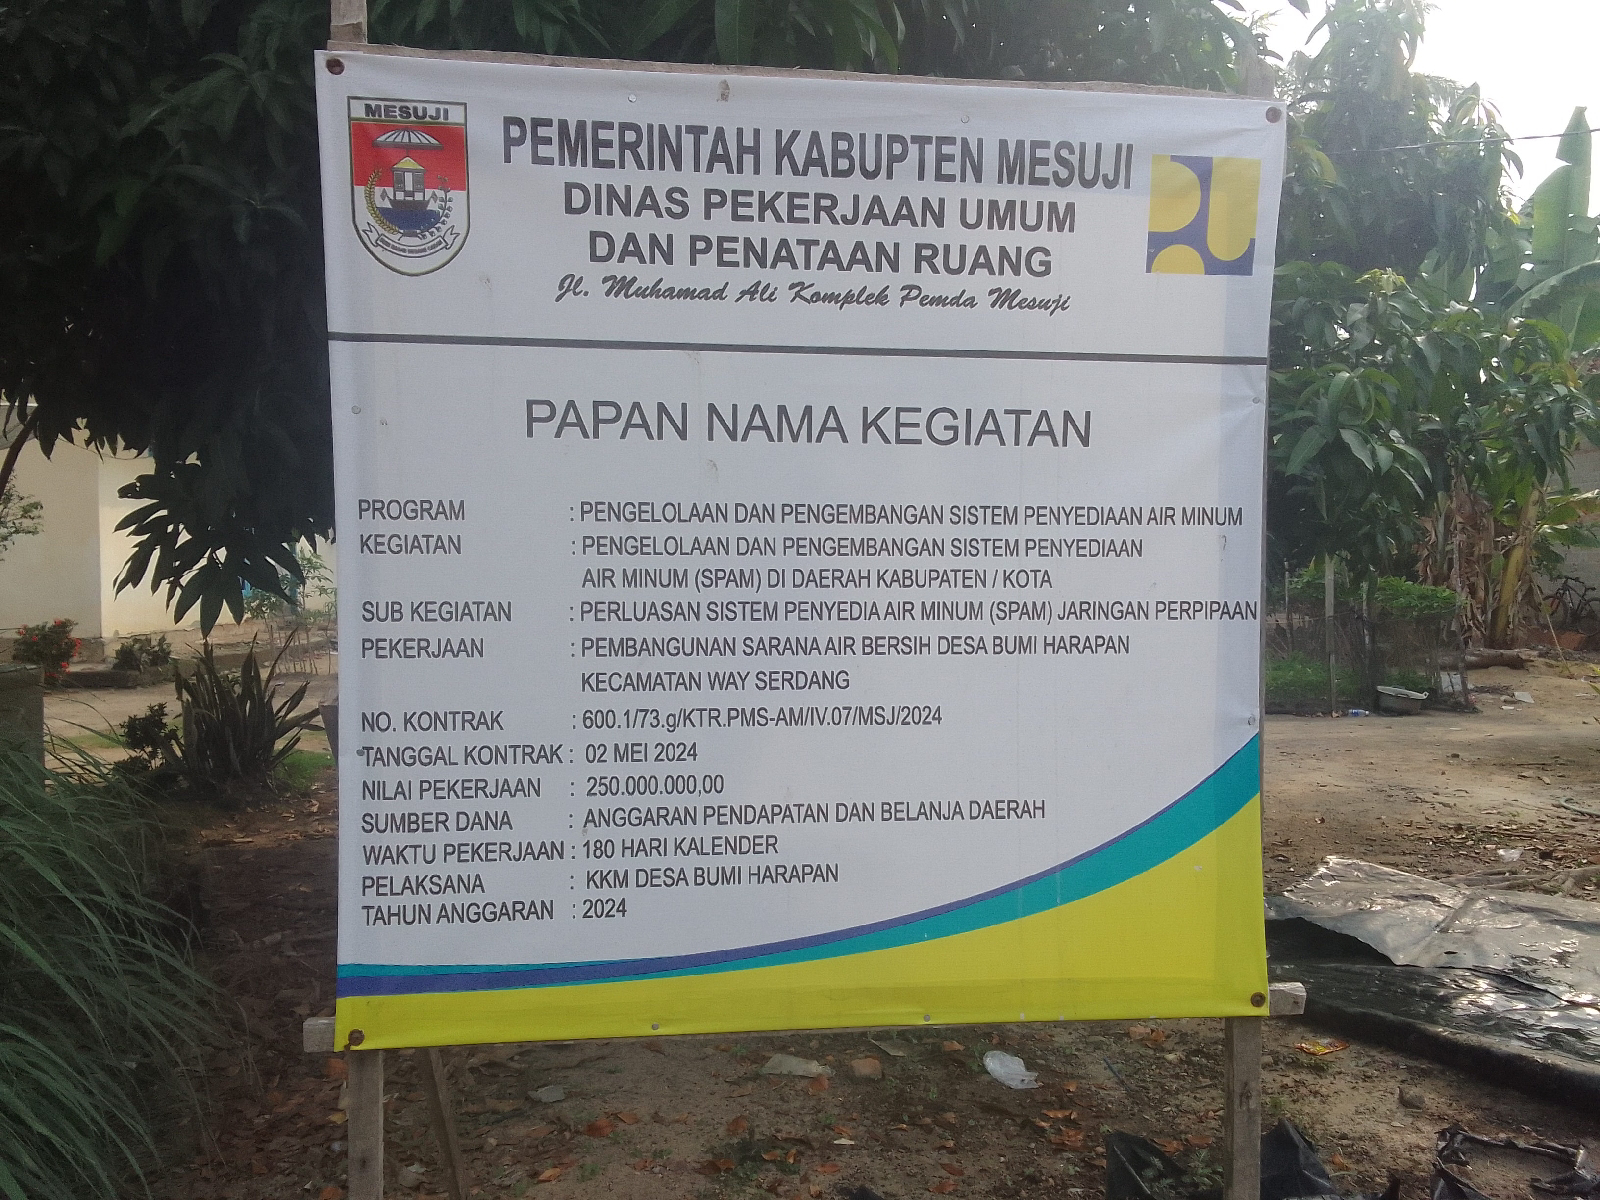 MESUJI
PEMERINTAH KABUPTEN MESUJI
DINAS PEKERJAAN UMUM
DAN PENATAAN RUANG
Jl. Muhamad Ali Komplek Pemda Mesuji
PAPAN NAMA KEGIATAN
PROGRAM : PENGELOLAAN DAN PENGEMBANGAN SISTEM PENYEDIAAN AIR MINUM
KEGIATAN : PENGELOLAAN DAN PENGEMBANGAN SISTEM PENYEDIAAN
AIR MINUM (SPAM) DI DAERAH KABUPATEN / KOTA
SUB KEGIATAN : PERLUASAN SISTEM PENYEDIA AIR MINUM (SPAM) JARINGAN PERPIPAAN
PEKERJAAN : PEMBANGUNAN SARANA AIR BERSIH DESA BUMI HARAPAN
KECAMATAN WAY SERDANG
NO. KONTRAK : 600.1/73.g/KTR.PMS-AM/IV.07/MSJ/2024
TANGGAL KONTRAK : 02 MEI 2024
NILAI PEKERJAAN : 250.000.000,00
SUMBER DANA : ANGGARAN PENDAPATAN DAN BELANJA DAERAH
WAKTU PEKERJAAN : 180 HARI KALENDER
PELAKSANA : KKM DESA BUMI HARAPAN
TAHUN ANGGARAN : 2024